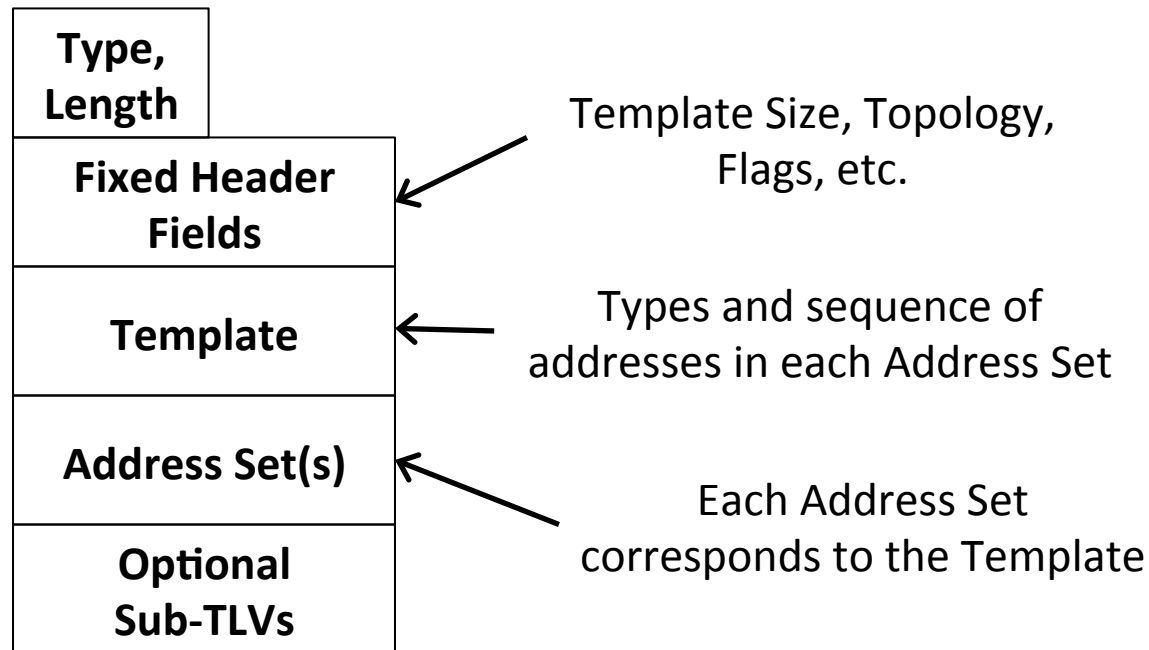 Type,
Length
Fixed Header
Fields
Template Size, Topology,
Flags, etc.
Template
Types and sequence of
addresses in each Address Set
Address Set(s)
Each Address Set
corresponds to the Template
Optional
Sub-TLVs